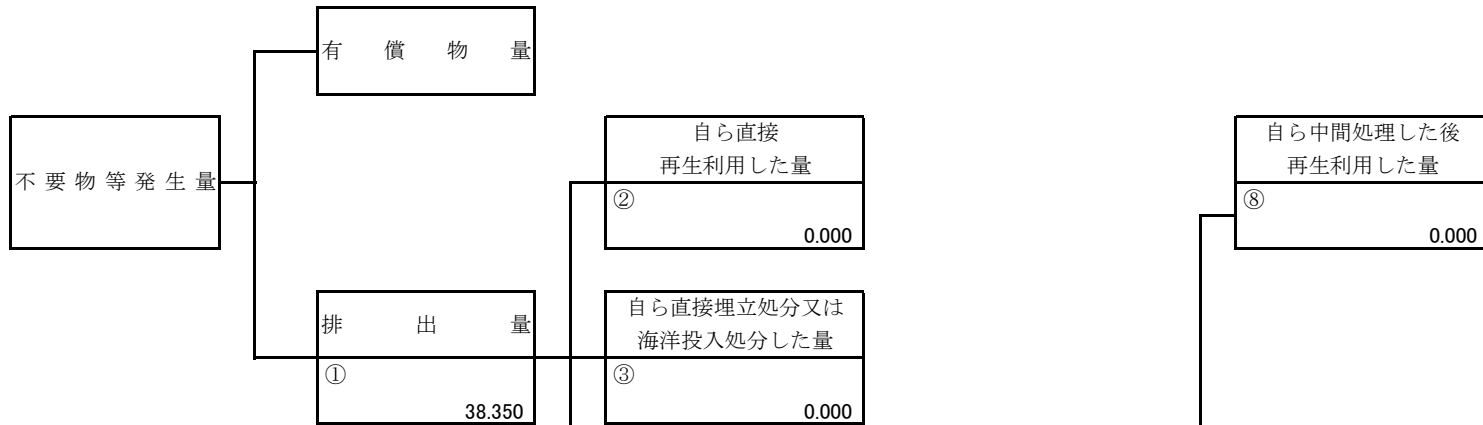 有償物量
不要物等発生量
自ら直接
再生利用した量
②
0.000
自ら中間処理した後
再生利用した量
⑧
0.000
排出量
①
38.350
自ら直接埋立処分又は
海洋投入処分した量
③
0.000